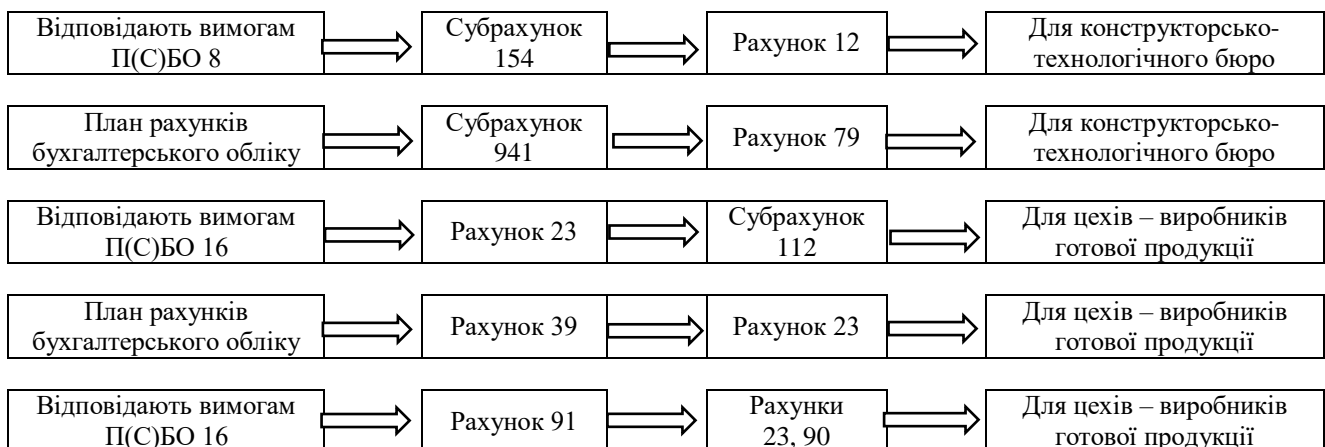 Відповідають вимогам
П(С)БО 8
Субрахунок
154
Рахунок 12
Для конструкторсько-
технологічного бюро
План рахунків
бухгалтерського обліку
Субрахунок
941
Рахунок 79
Для конструкторсько-
технологічного бюро
Відповідають вимогам
П(С)БО 16
Рахунок 23
Субрахунок
112
Для цехів – виробників
готової продукції
План рахунків
бухгалтерського обліку
Рахунок 39
Рахунок 23
Для цехів – виробників
готової продукції
Відповідають вимогам
П(С)БО 16
Рахунок 91
Рахунки
23, 90
Для цехів – виробників
готової продукції